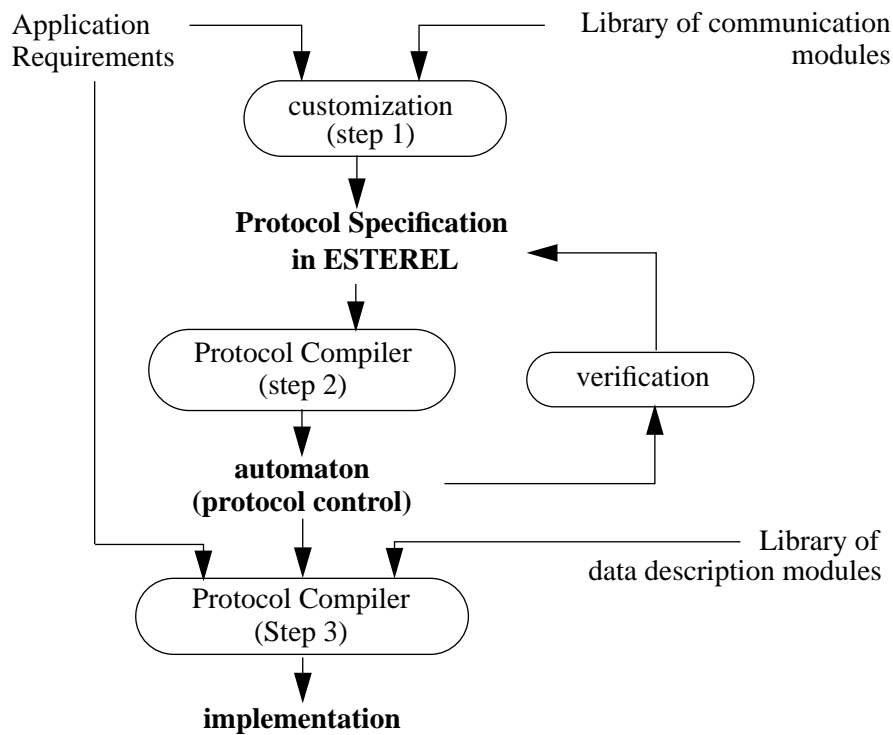 Application
Requirements
Library of communication
modules
customization
(step 1)
Protocol Specification
in ESTEREL
Protocol Compiler
(step 2)
verification
automaton
(protocol control)
Library of
data description modules
Protocol Compiler
(Step 3)
implementation